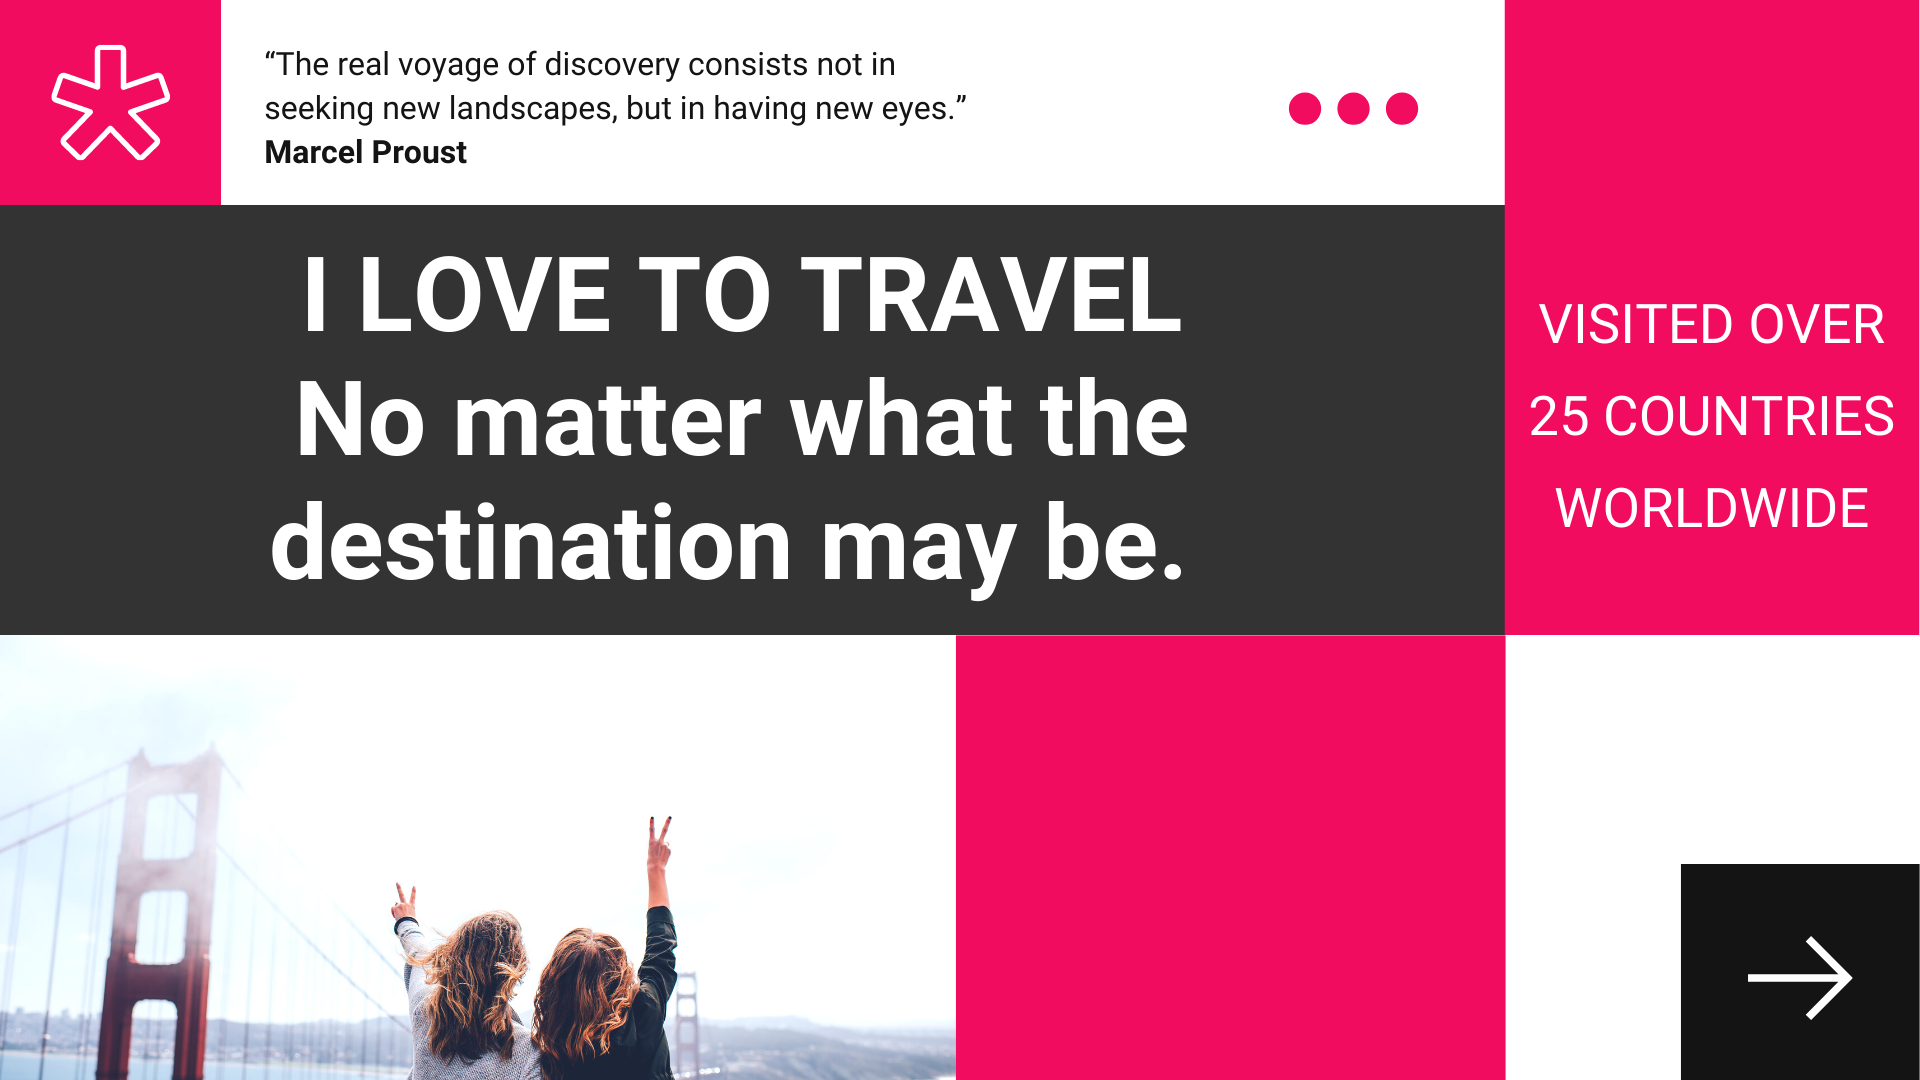 “The real voyage of discovery consists not in
seeking new landscapes, but in having new eyes.”
Marcel Proust
I LOVE TO TRAVEL
No matter what the
destination may be.
VISITED OVER
25 COUNTRIES
WORLDWIDE